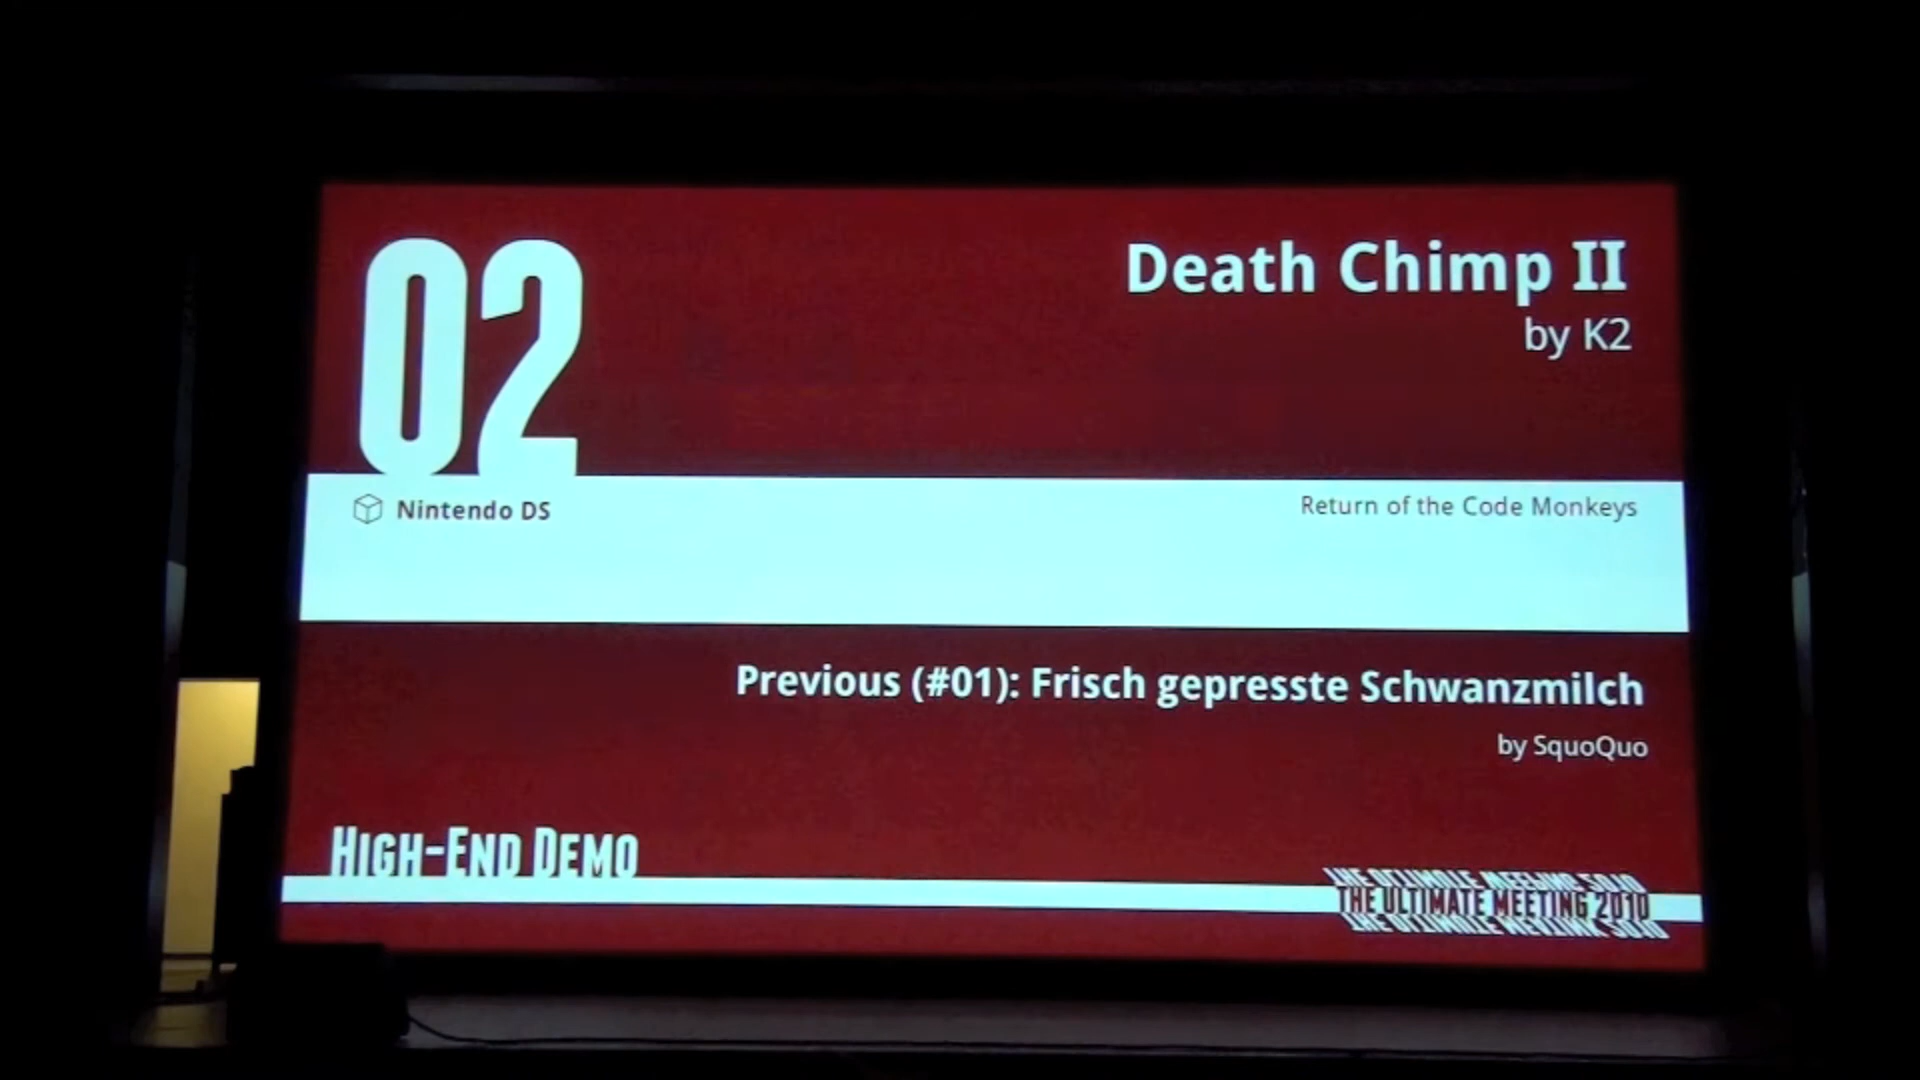 02
Death Chimp II
by K2
Nintendo DS
Return of the Code Monkeys
Previous (#01): Frisch gepresste Schwanzmilch
by SquoQuo
HIGH-END DEMO
THE ULTIMATE MEETING 2010